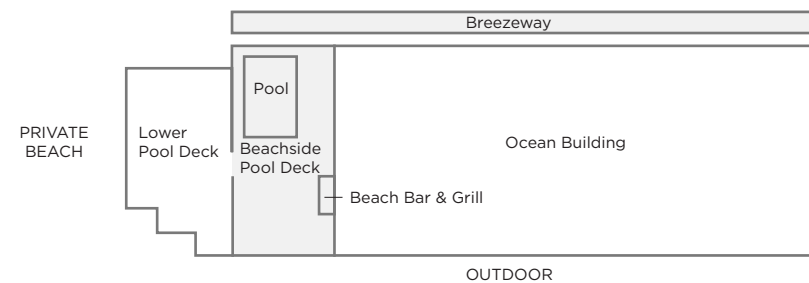 Breezeway
Pool
PRIVATE
BEACH
Lower
Pool Deck
Beachside
Pool Deck
Ocean Building
Beach Bar & Grill
OUTDOOR